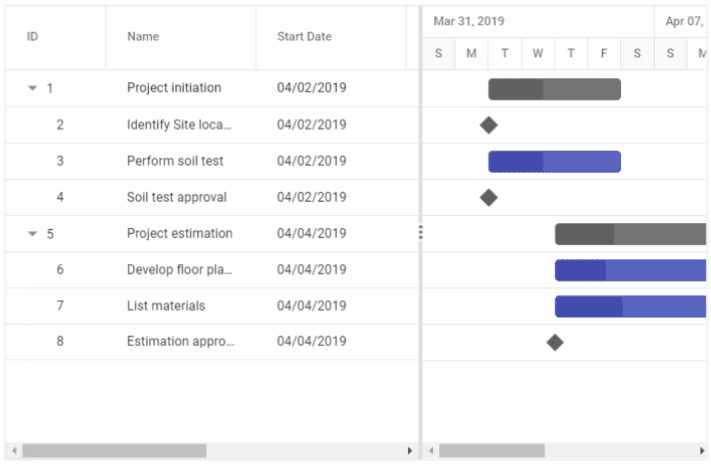 ID Name Start Date
Mar 31, 2019 Apr 07,
S M T W T F S S M
1 Project initiation 04/02/2019
2 Identify Site loca... 04/02/2019
3 Perform soil test 04/02/2019
4 Soil test approval 04/02/2019
5 Project estimation 04/04/2019
6 Develop floor pla... 04/04/2019
7 List materials 04/04/2019
8 Estimation appro... 04/04/2019